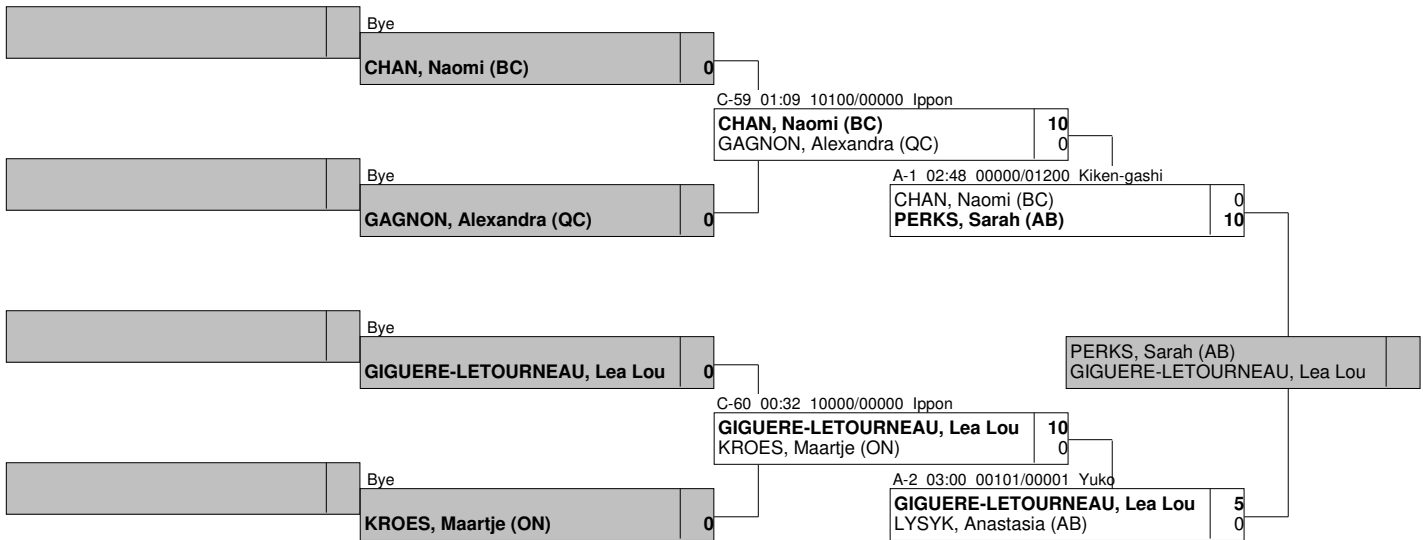 Bye
CHAN, Naomi (BC) 0
C-59 01:09 10100/00000 Ippon
CHAN, Naomi (BC) 10
GAGNON, Alexandra (QC) 0
Bye
GAGNON, Alexandra (QC) 0
A-1 02:48 00000/01200 Kiken-gashi
CHAN, Naomi (BC) 0
PERKS, Sarah (AB) 10
Bye
GIGUERE-LETOURNEAU, Lea Lou 0
PERKS, Sarah (AB)
GIGUERE-LETOURNEAU, Lea Lou
C-60 00:32 10000/00000 Ippon
GIGUERE-LETOURNEAU, Lea Lou 10
KROES, Maartje (ON) 0
Bye
KROES, Maartje (ON) 0
A-2 03:00 00101/00001 Yuko
GIGUERE-LETOURNEAU, Lea Lou 5
LYSYK, Anastasia (AB) 0